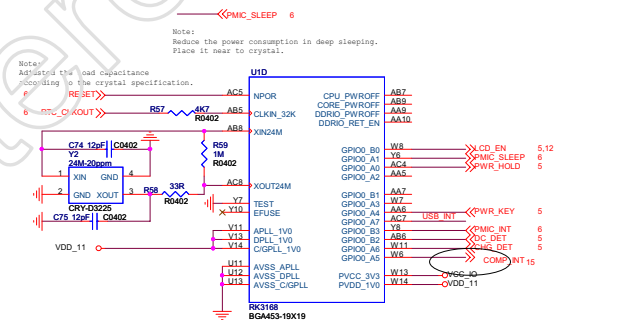 PMIC_SLEEP 6
Note:
Reduce the power consumption in deep sleeping.
Place it near to crystal.
Note:
Adjusted the load capacitance
according to the crystal specification.
U1D
6 RESET
AC5 NPOR
6 RTC_CLKOUT
R57 4K7
R0402
AB5 CLKIN_32K
AB8 XIN24M
C74 12pF C0402
Y2
24M-20ppm
1 XIN GND 4
2 GND XOUT 3
CRY-D3225
C75 12pF C0402
R59
1M
R0402
R58 33R
R0402
AC8 XOUT24M
Y7 TEST
Y10 EFUSE
V11 APLL_1V0
V13 DPLL_1V0
V14 C/GPLL_1V0
VDD_11
U11 AVSS_APLL
U12 AVSS_DPLL
U13 AVSS_C/GPLL
CPU_PWROFF AB7
CORE_PWROFF AB9
DDRIO_PWROFF AA9
DDRIO_RET_EN AA10
GPIO0_B0 W8 LCD_EN 5,12
GPIO0_A1 Y6 PMIC_SLEEP 6
GPIO0_A0 AC4 PWR_HOLD 5
GPIO0_A2 AA5
GPIO0_B1 AA7
GPIO0_A3 W7
GPIO0_A4 AA6 PWR_KEY 5
GPIO0_A7 AC7 USB_INT
GPIO0_B3 Y8 PMIC_INT 6
GPIO0_B2 AB6 DC_DET 5
GPIO0_A6 W11 CHG_DET 5
GPIO0_A5 W6 COMP_INT 15
PVCC_3V3 W13 VCC_IO
PVDD_1V0 W14 VDD_11
RK3168
BGA453-19X19